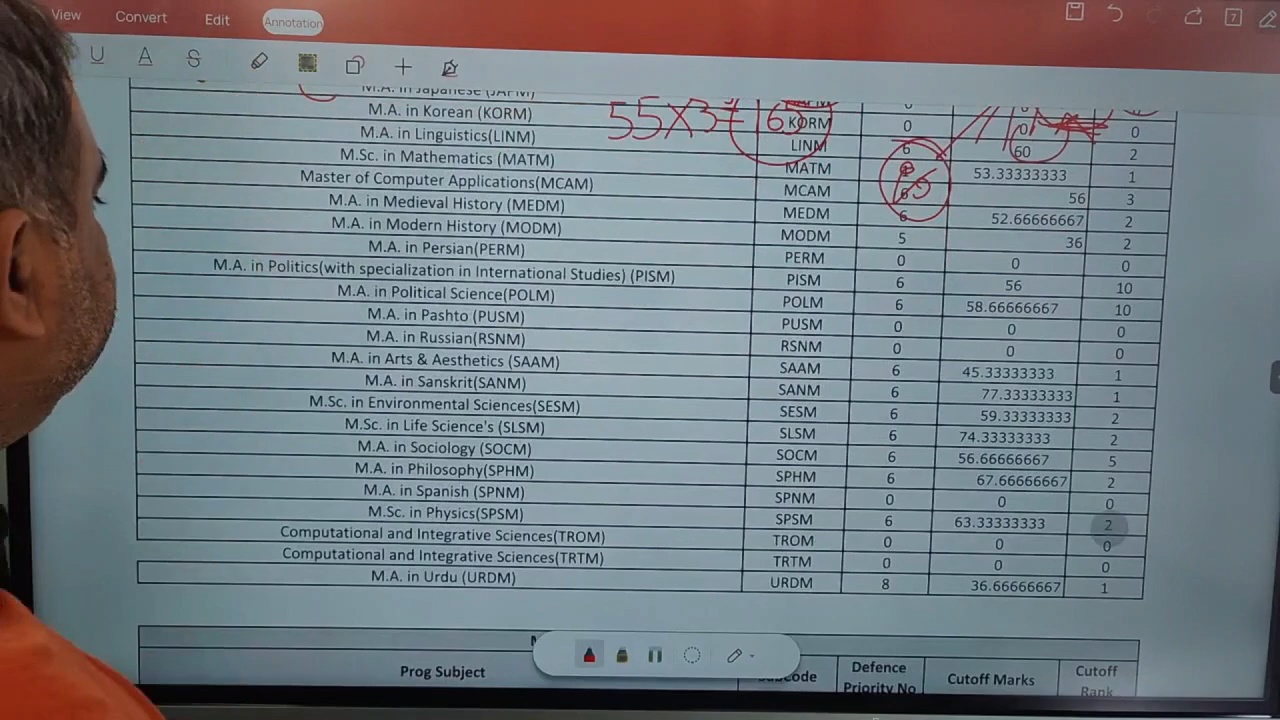 View Convert Edit Annotation
7
U A S
M.A. in Japanese (JAPM)
M.A. in Korean (KORM) KORM 0 0 0
M.A. in Linguistics(LINM) LINM 6 60 2
M.Sc. in Mathematics (MATM) MATM 53.33333333 1
Master of Computer Applications(MCAM) MCAM 6 56 3
M.A. in Medieval History (MEDM) MEDM 6 52.66666667 2
M.A. in Modern History (MODM) MODM 5 36 2
M.A. in Persian(PERM) PERM 0 0 0
M.A. in Politics(with specialization in International Studies) (PISM) PISM 6 56 10
M.A. in Political Science(POLM) POLM 6 58.66666667 10
M.A. in Pashto (PUSM) PUSM 0 0 0
M.A. in Russian(RSNM) RSNM 0 0 0
M.A. in Arts & Aesthetics (SAAM) SAAM 6 45.33333333 1
M.A. in Sanskrit(SANM) SANM 6 77.33333333 1
M.Sc. in Environmental Sciences(SESM) SESM 6 59.33333333 2
M.Sc. in Life Science's (SLSM) SLSM 6 74.33333333 2
M.A. in Sociology (SOCM) SOCM 6 56.66666667 5
M.A. in Philosophy(SPHM) SPHM 6 67.66666667 2
M.A. in Spanish (SPNM) SPNM 0 0 0
M.Sc. in Physics(SPSM) SPSM 6 63.33333333 2
Computational and Integrative Sciences(TROM) TROM 0 0 0
Computational and Integrative Sciences(TRTM) TRTM 0 0 0
M.A. in Urdu (URDM) URDM 8 36.66666667 1
Prog Subject Defence Priority No Cutoff Marks Cutoff Rank
55X3=165